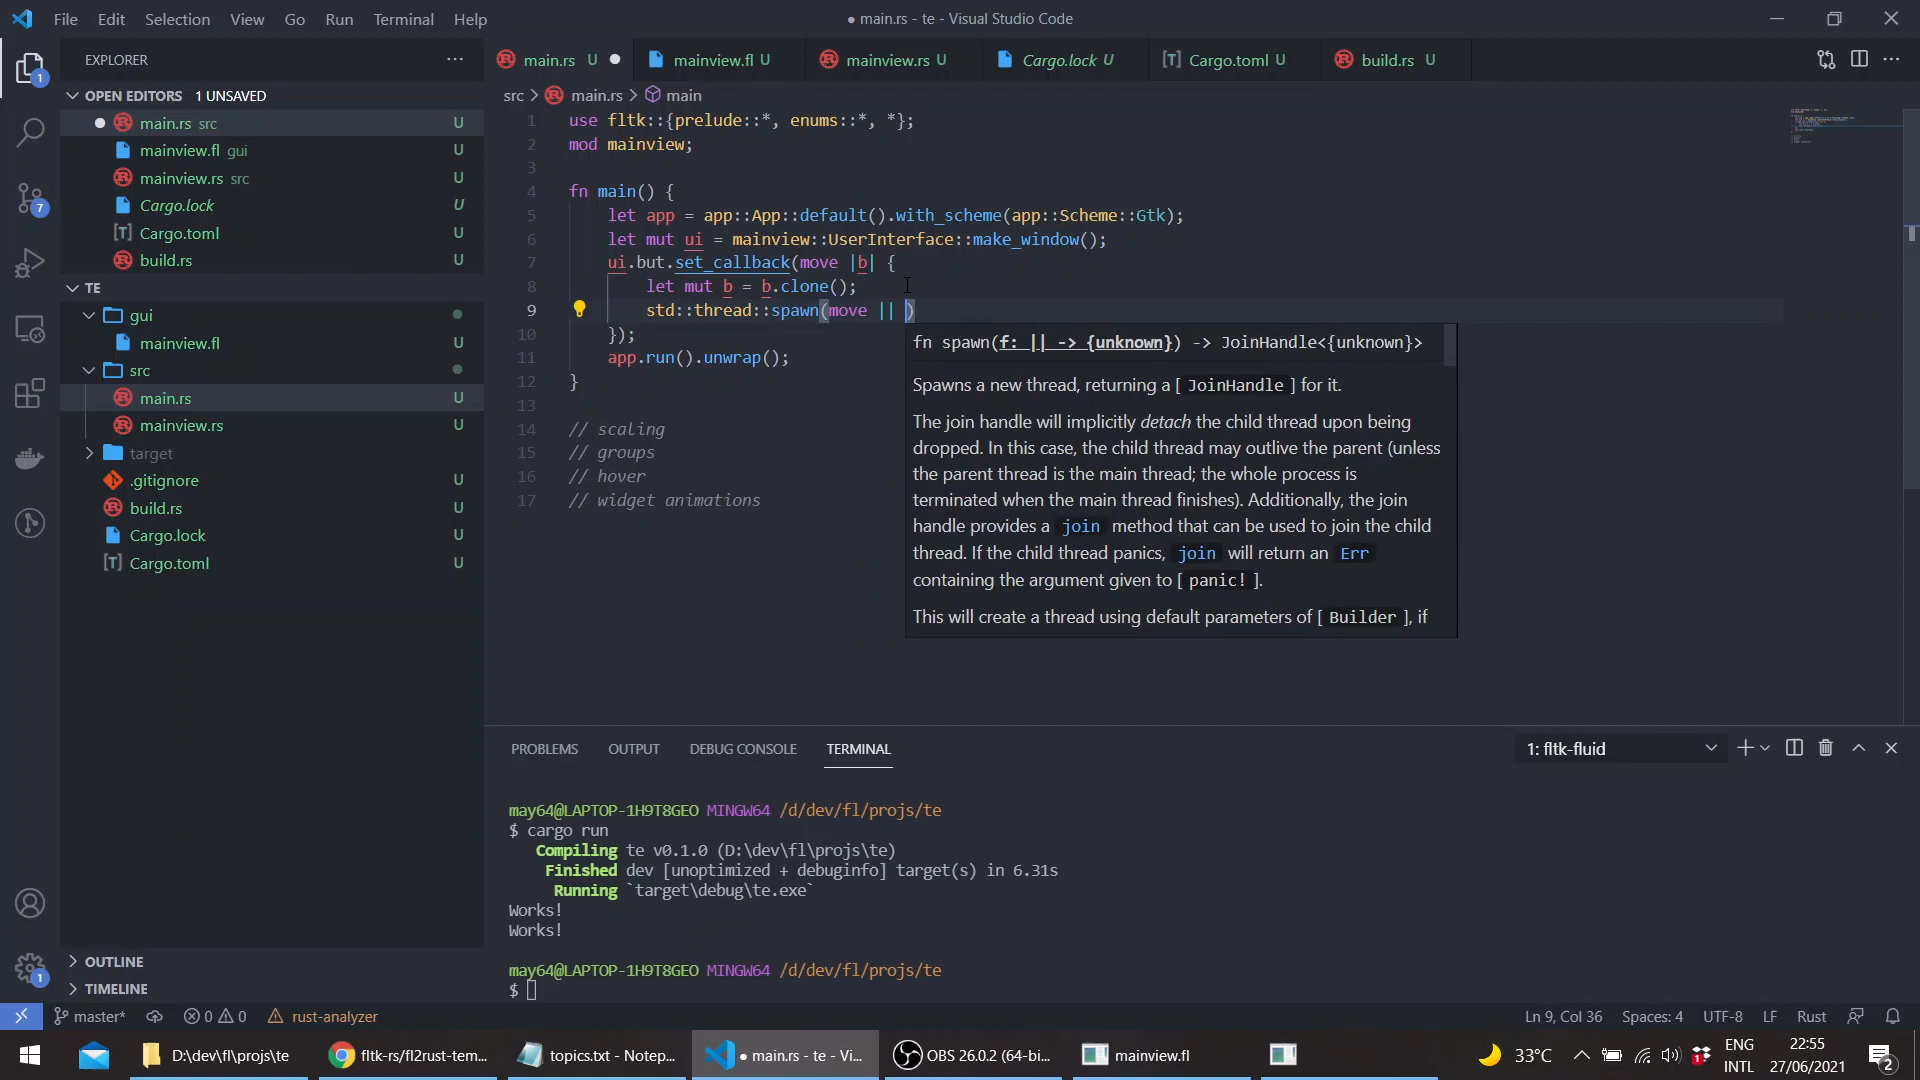 File Edit Selection View Go Run Terminal Help
● main.rs - te - Visual Studio Code
EXPLORER
OPEN EDITORS 1 UNSAVED
main.rs src U
mainview.fl gui U
mainview.rs src U
Cargo.lock U
Cargo.toml U
build.rs U
TE
gui
mainview.fl U
src
main.rs U
mainview.rs U
target
.gitignore U
build.rs U
Cargo.lock U
Cargo.toml U
OUTLINE
TIMELINE
main.rs U mainview.fl U mainview.rs U Cargo.lock U Cargo.toml U build.rs U
src > main.rs > main
1 use fltk::{prelude::*, enums::*, *};
2 mod mainview;
3
4 fn main() {
5 let app = app::App::default().with_scheme(app::Scheme::Gtk);
6 let mut ui = mainview::UserInterface::make_window();
7 ui.but.set_callback(move |b| {
8 let mut b = b.clone();
9 std::thread::spawn(move || )
10 });
11 app.run().unwrap();
12 }
13
14 // scaling
15 // groups
16 // hover
17 // widget animations
fn spawn(f: || -> {unknown}) -> JoinHandle<{unknown}>
Spawns a new thread, returning a [ JoinHandle ] for it.
The join handle will implicitly detach the child thread upon being
dropped. In this case, the child thread may outlive the parent (unless
the parent thread is the main thread; the whole process is
terminated when the main thread finishes). Additionally, the join
handle provides a join method that can be used to join the child
thread. If the child thread panics, join will return an Err
containing the argument given to [ panic! ].
This will create a thread using default parameters of [ Builder ], if
PROBLEMS OUTPUT DEBUG CONSOLE TERMINAL
1: fltk-fluid
may64@LAPTOP-1H9T8GEO MINGW64 /d/dev/fl/projs/te
$ cargo run
Compiling te v0.1.0 (D:\dev\fl\projs\te)
Finished dev [unoptimized + debuginfo] target(s) in 6.31s
Running `target\debug\te.exe`
Works!
Works!
may64@LAPTOP-1H9T8GEO MINGW64 /d/dev/fl/projs/te
$
1
7
1
master* 0 0 rust-analyzer
Ln 9, Col 36 Spaces: 4 UTF-8 LF Rust
D:\dev\fl\projs\te
fltk-rs/fl2rust-tem...
topics.txt - Notep...
● main.rs - te - Vi...
OBS 26.0.2 (64-bi...
mainview.fl
33°C
ENG
INTL
22:55
27/06/2021
2